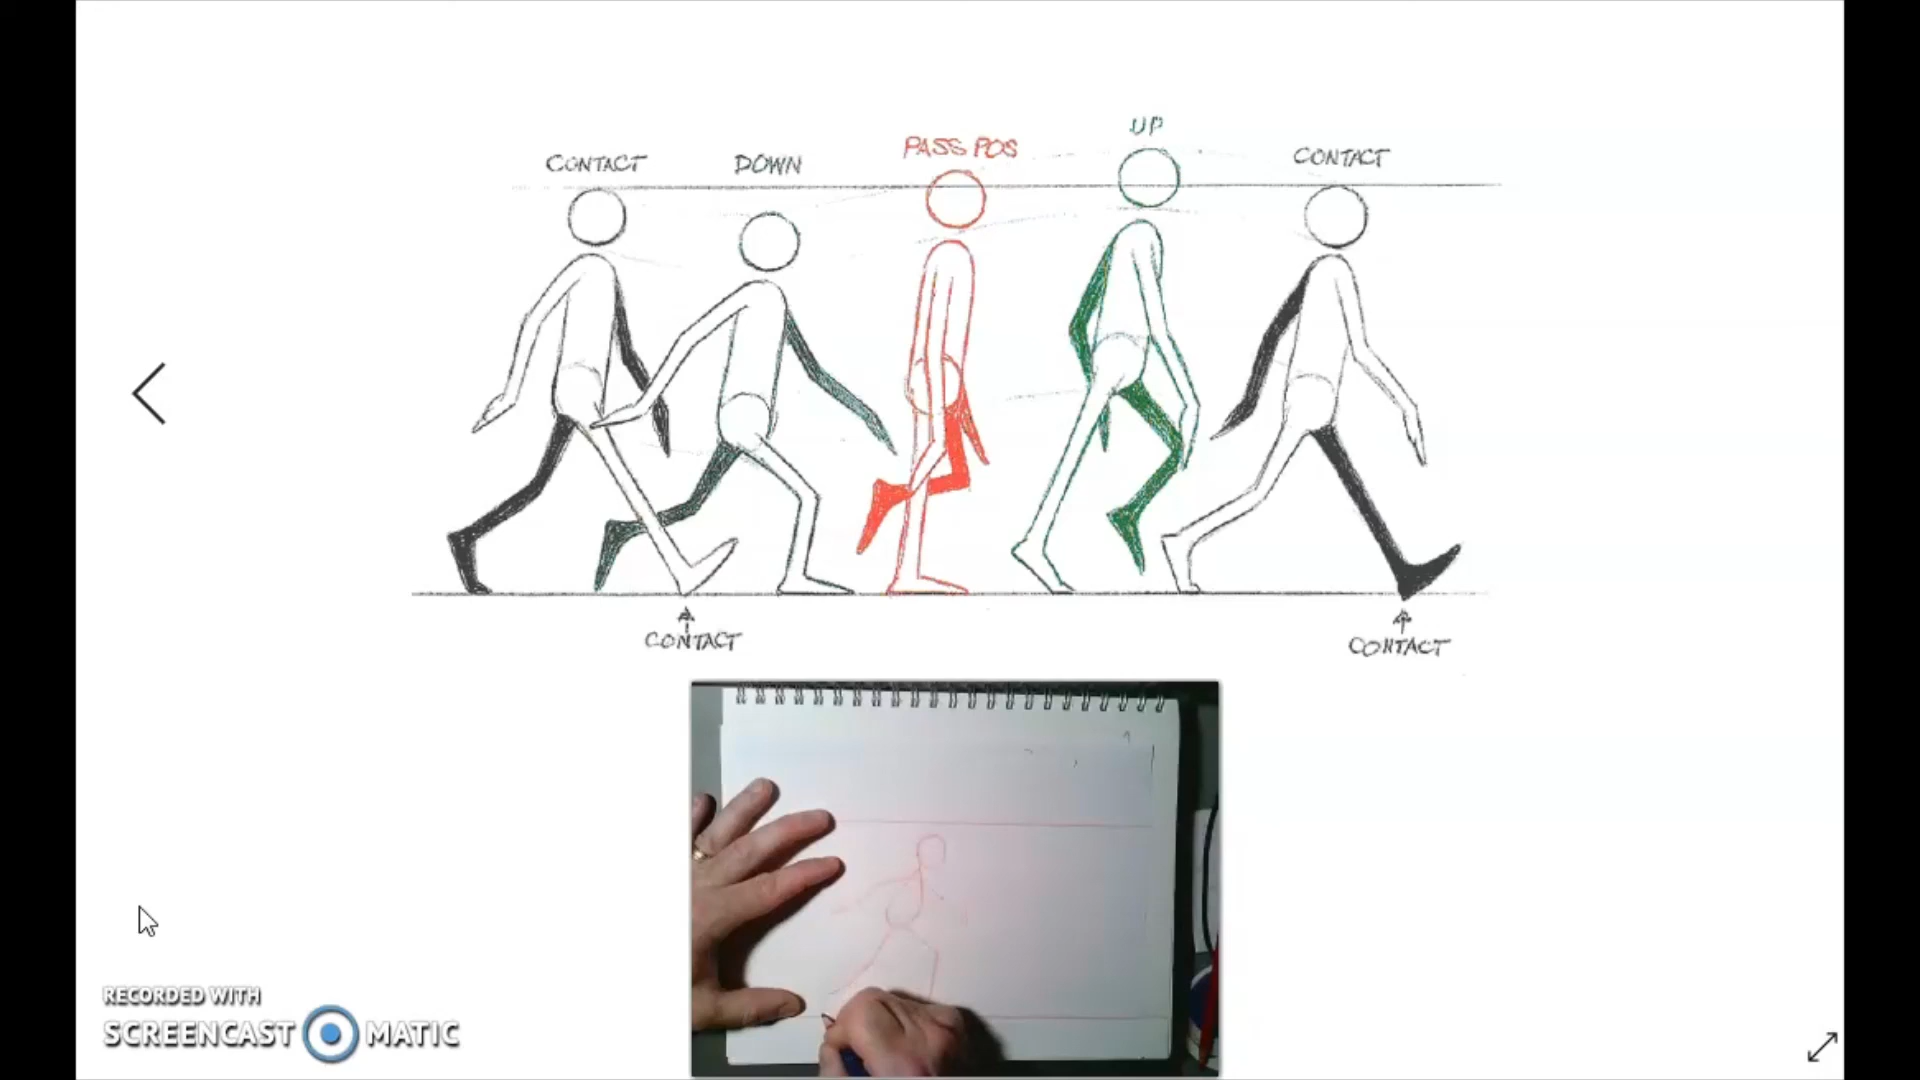 UP
CONTACT
DOWN
PASS POS
CONTACT
CONTACT
CONTACT
RECORDED WITH
SCREENCAST MATIC